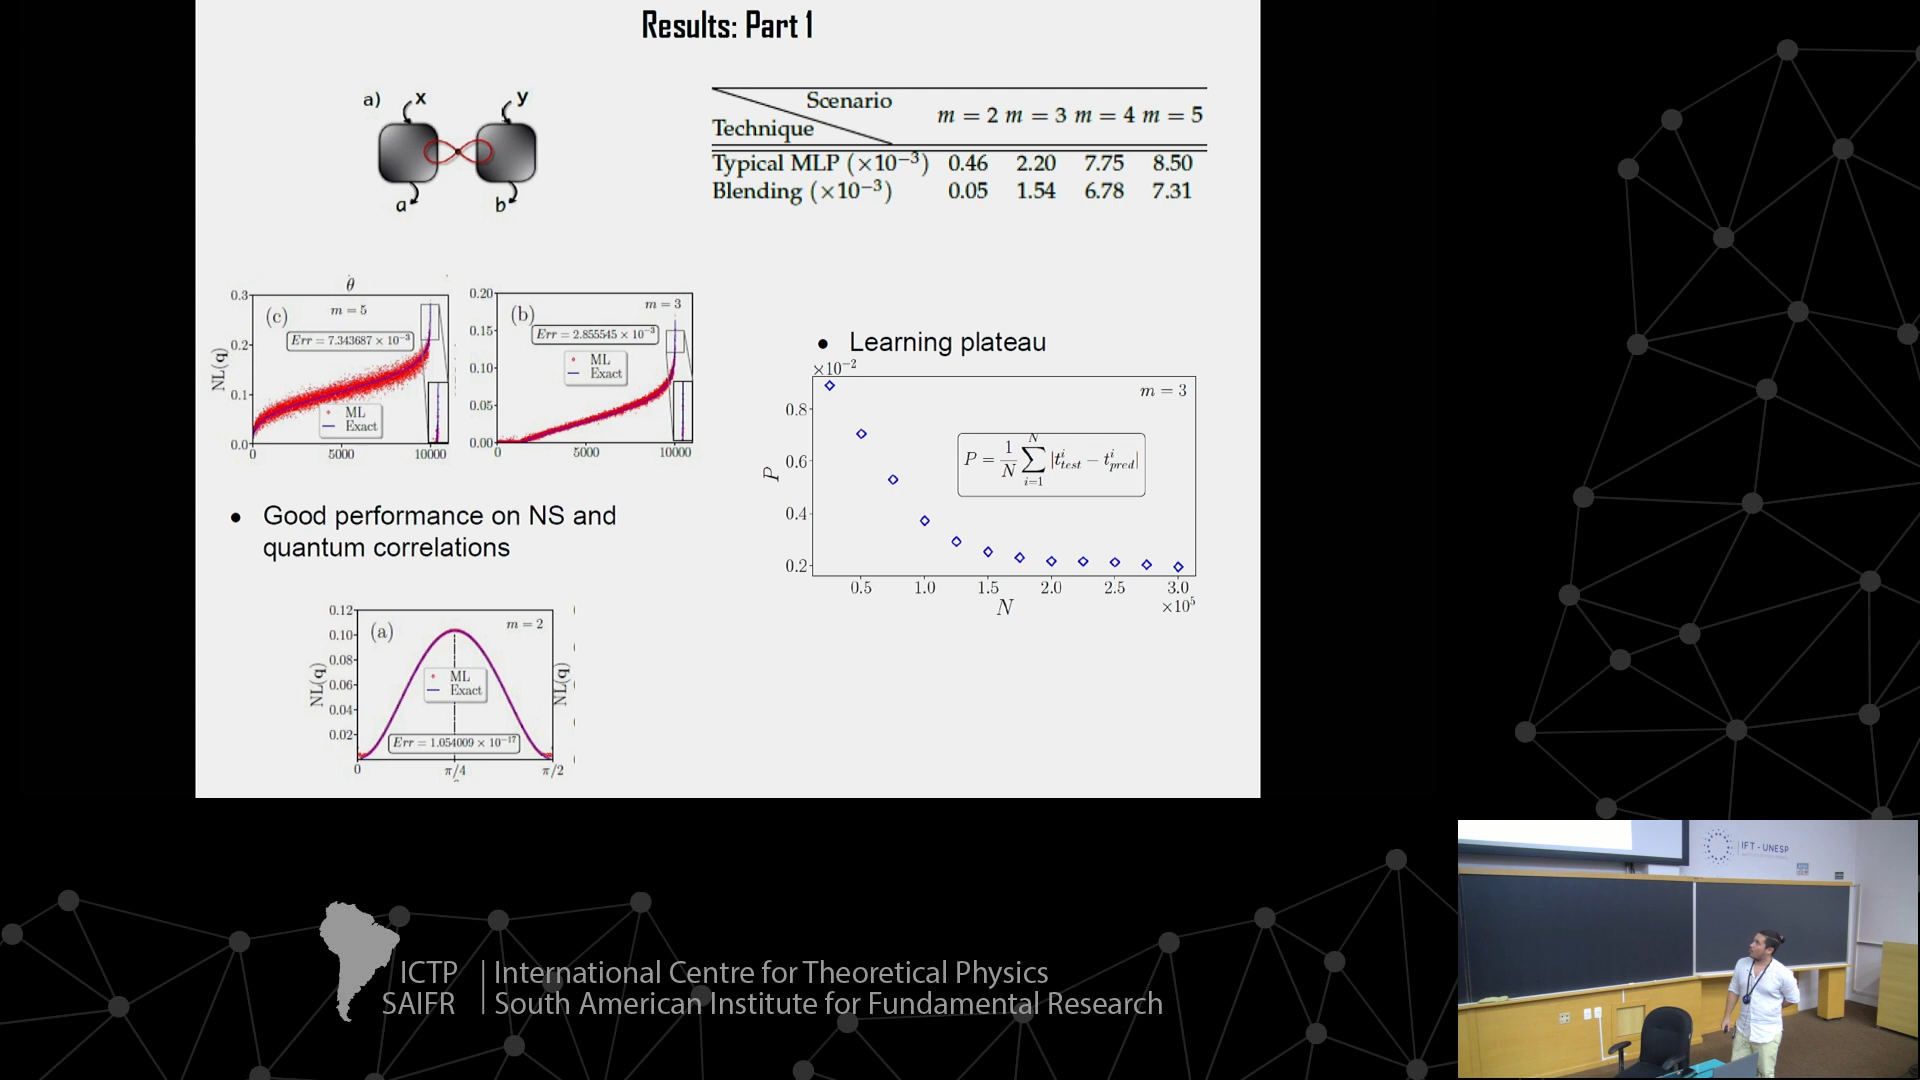 Results: Part 1
a)
x
y
a
b
Scenario
Technique
m = 2 m = 3 m = 4 m = 5
Typical MLP (×10⁻³) 0.46 2.20 7.75 8.50
Blending (×10⁻³) 0.05 1.54 6.78 7.31
θ
(c)
m = 5
Err = 7.343687 × 10⁻³
ML
Exact
NL(q)
0.3
0.2
0.1
0.0
0 5000 10000
(b)
m = 3
Err = 2.855545 × 10⁻³
ML
Exact
0.20
0.15
0.10
0.05
0.00
0 5000 10000
● Good performance on NS and
quantum correlations
(a)
m = 2
ML
Exact
Err = 1.054009 × 10⁻¹⁷
NL(q)
NL(q)
0.12
0.10
0.08
0.06
0.04
0.02
0 π/4 π/2
● Learning plateau
×10⁻²
m = 3
P = 1/N ∑ᵢ₌₁ᴺ |tⁱ_test − tⁱ_pred|
P
0.8
0.6
0.4
0.2
0.5 1.0 1.5 2.0 2.5 3.0
N
×10⁵
IFT - UNESP
ICTP | International Centre for Theoretical Physics
SAIFR | South American Institute for Fundamental Research